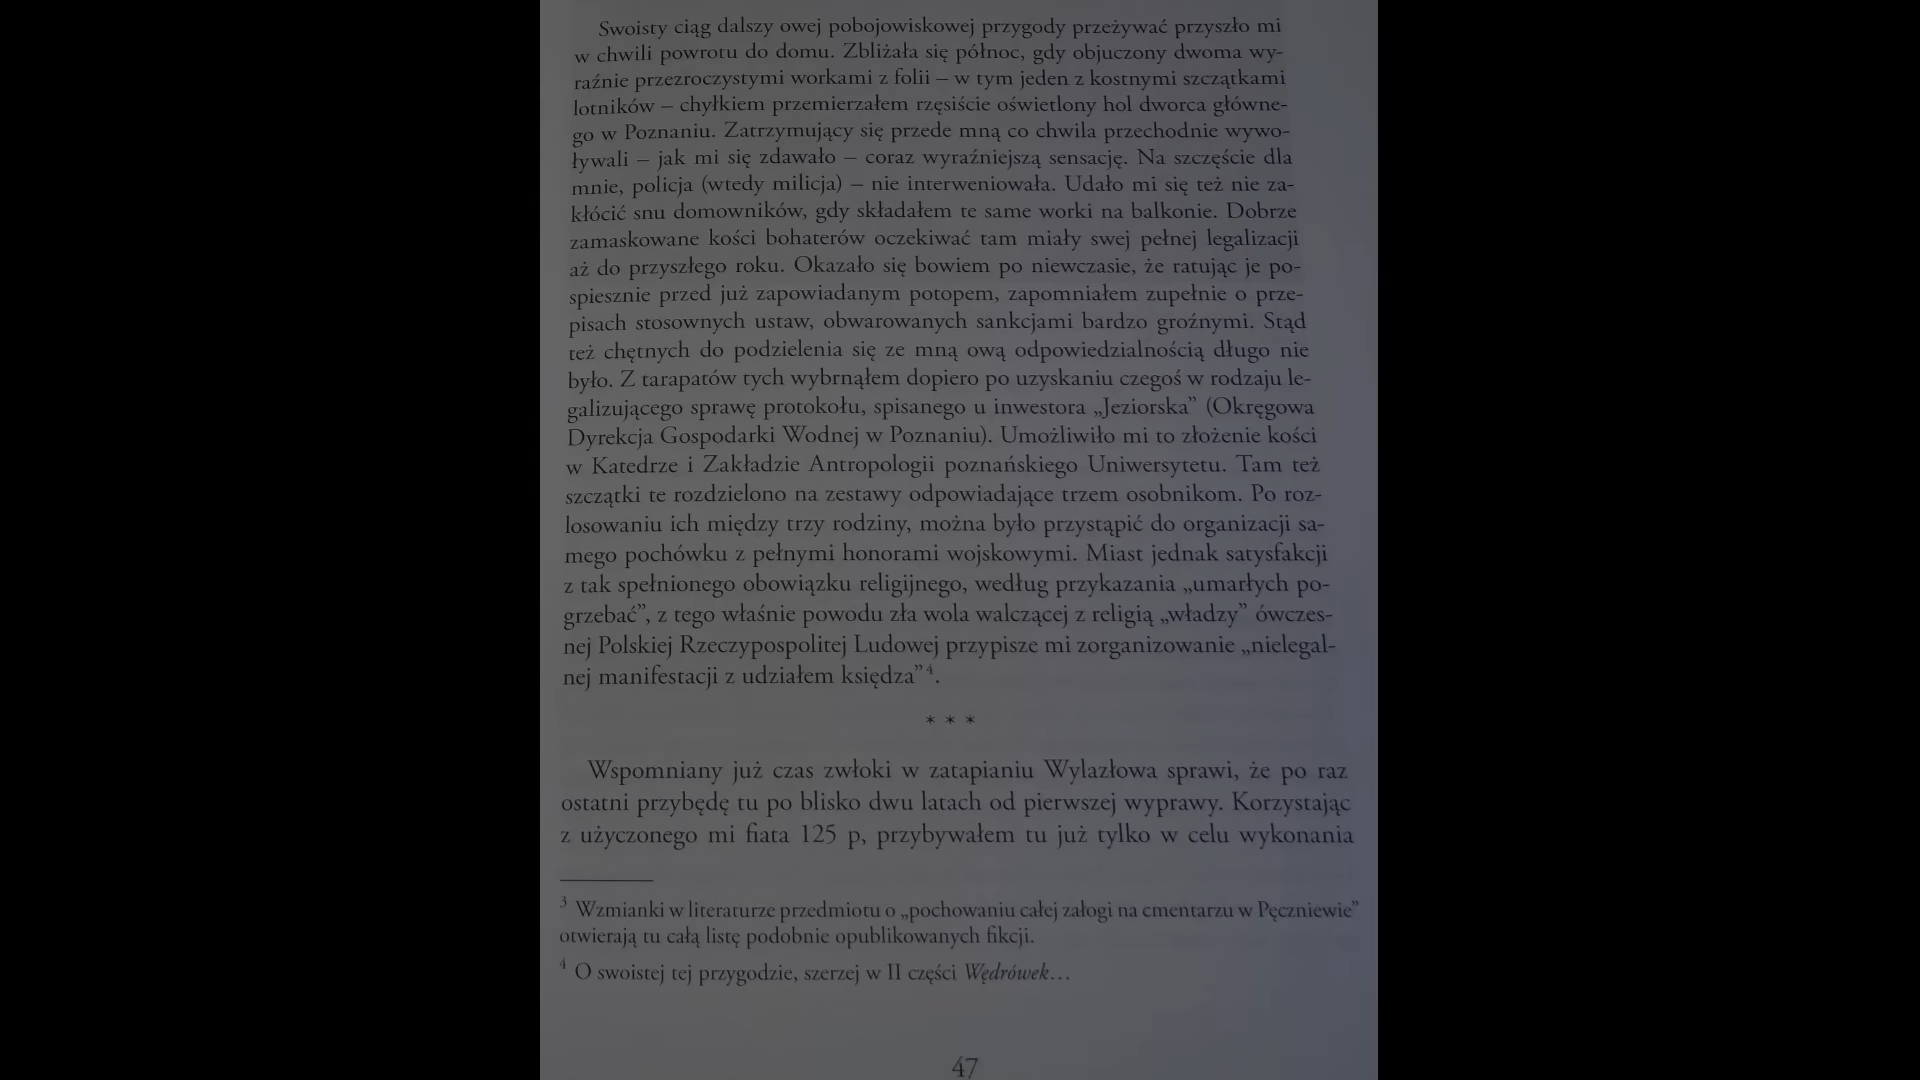 Swoisty ciąg dalszy owej pobojowiskowej przygody przeżywać przyszło mi
w chwili powrotu do domu. Zbliżała się północ, gdy objuczony dwoma wy-
raźnie przezroczystymi workami z folii – w tym jeden z kostnymi szczątkami
lotników – chyłkiem przemierzałem rzęsiście oświetlony hol dworca główne-
go w Poznaniu. Zatrzymujący się przede mną co chwila przechodnie wywo-
ływali – jak mi się zdawało – coraz wyraźniejszą sensację. Na szczęście dla
mnie, policja (wtedy milicja) – nie interweniowała. Udało mi się też nie za-
kłócić snu domowników, gdy składałem te same worki na balkonie. Dobrze
zamaskowane kości bohaterów oczekiwać tam miały swej pełnej legalizacji
aż do przyszłego roku. Okazało się bowiem po niewczasie, że ratując je po-
spiesznie przed już zapowiadanym potopem, zapomniałem zupełnie o prze-
pisach stosownych ustaw, obwarowanych sankcjami bardzo groźnymi. Stąd
też chętnych do podzielenia się ze mną ową odpowiedzialnością długo nie
było. Z tarapatów tych wybrnąłem dopiero po uzyskaniu czegoś w rodzaju le-
galizującego sprawę protokołu, spisanego u inwestora „Jeziorska” (Okręgowa
Dyrekcja Gospodarki Wodnej w Poznaniu). Umożliwiło mi to złożenie kości
w Katedrze i Zakładzie Antropologii poznańskiego Uniwersytetu. Tam też
szczątki te rozdzielono na zestawy odpowiadające trzem osobnikom. Po roz-
losowaniu ich między trzy rodziny, można było przystąpić do organizacji sa-
mego pochówku z pełnymi honorami wojskowymi. Miast jednak satysfakcji
z tak spełnionego obowiązku religijnego, według przykazania „umarłych po-
grzebać”, z tego właśnie powodu zła wola walczącej z religią „władzy” ówczes-
nej Polskiej Rzeczypospolitej Ludowej przypisze mi zorganizowanie „nielegal-
nej manifestacji z udziałem księdza”⁴.
* * *
Wspomniany już czas zwłoki w zatapianiu Wylazłowa sprawi, że po raz
ostatni przybędę tu po blisko dwu latach od pierwszej wyprawy. Korzystając
z użyczonego mi fiata 125 p, przybywałem tu już tylko w celu wykonania
³ Wzmianki w literaturze przedmiotu o „pochowaniu całej załogi na cmentarzu w Pęczniewie”
otwierają tu całą listę podobnie opublikowanych fikcji.
⁴ O swoistej tej przygodzie, szerzej w II części Wędrówek…
47